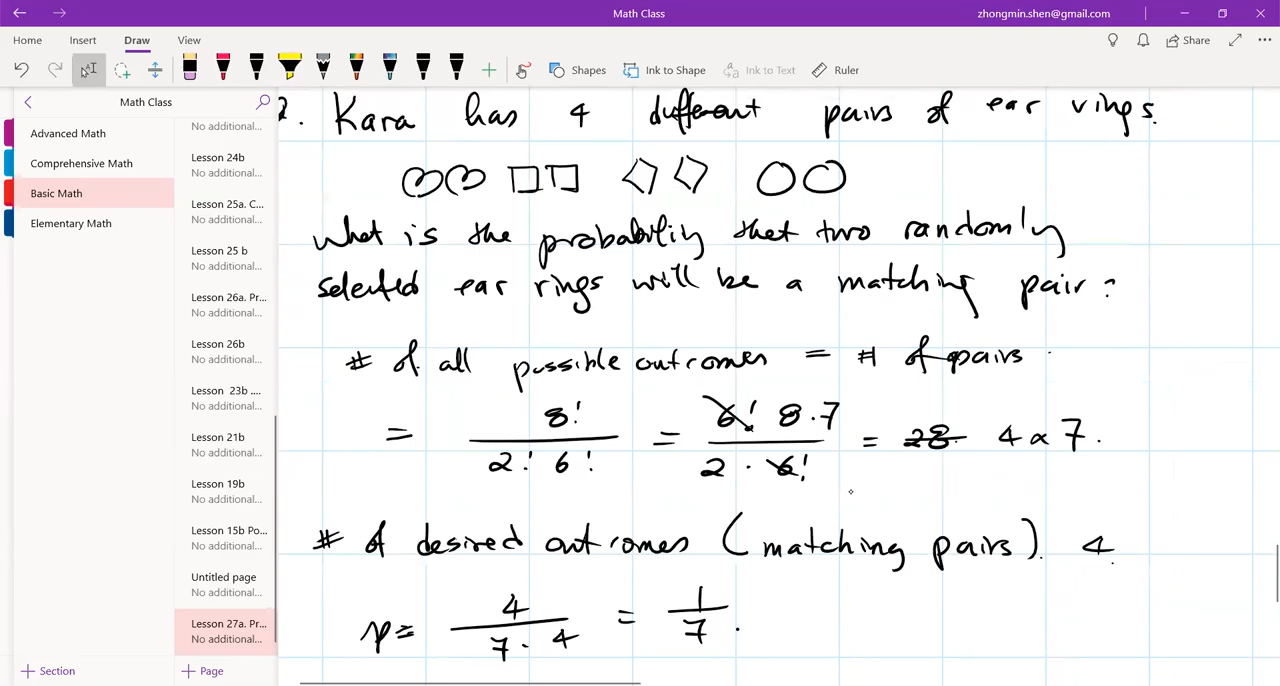 Math Class
zhongmin.shen@gmail.com
Home Insert Draw View
Share
Shapes Ink to Shape Ink to Text Ruler
Math Class
Advanced Math
Comprehensive Math
Basic Math
Elementary Math
No additional...
Lesson 24b
No additional...
Lesson 25a. C...
No additional...
Lesson 25 b
No additional...
Lesson 26a. Pr...
No additional...
Lesson 26b
No additional...
Lesson 23b ....
No additional...
Lesson 21b
No additional...
Lesson 19b
No additional...
Lesson 15b Po...
No additional...
Untitled page
No additional...
Lesson 27a. Pr...
No additional...
Section
Page
2. Kara has 4 different pairs of ear rings.
What is the probability that two randomly
selected ear rings will be a matching pair?
# of all possible outcomes = # of pairs.
= 8! / 2! 6! = 6! 8·7 / 2 · 6! = 28 4 x 7.
# of desired outcomes (matching pairs). 4.
p = 4 / 7 · 4 = 1 / 7.